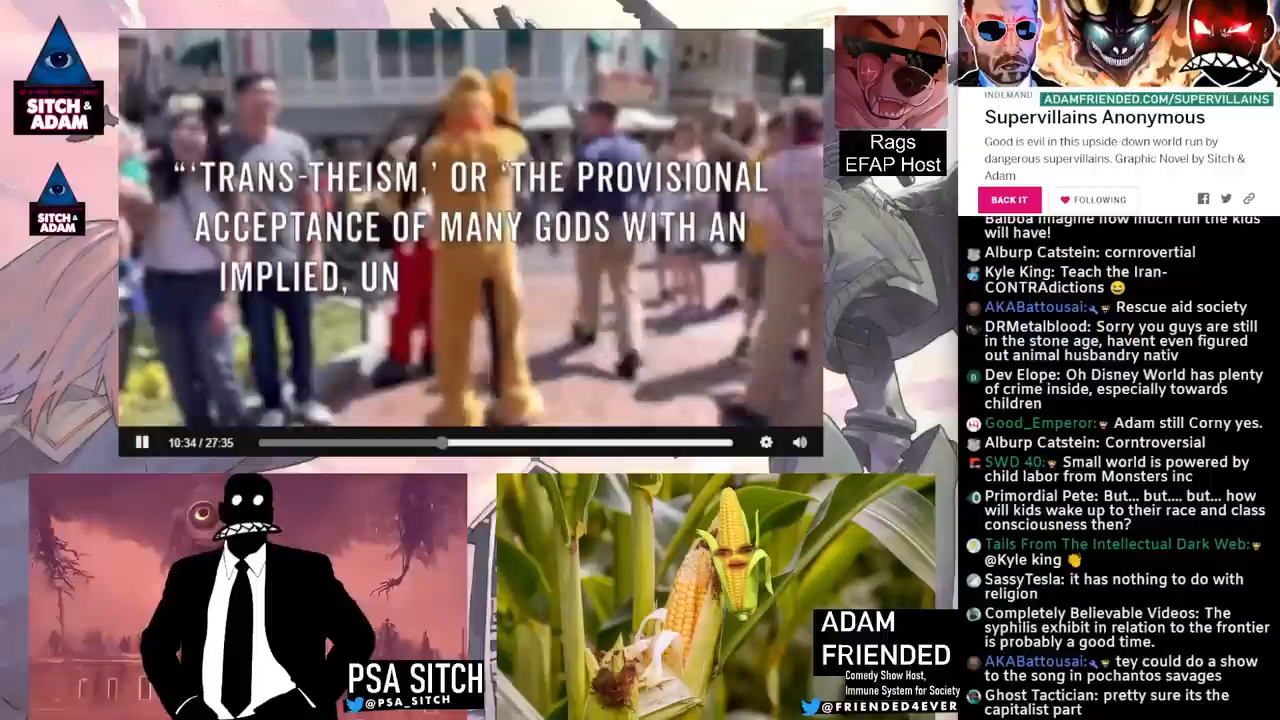 SITCH &
ADAM
SITCH &
ADAM
“‘TRANS-THEISM,’ OR ‘THE PROVISIONAL
ACCEPTANCE OF MANY GODS WITH AN
IMPLIED, UN
10:34 / 27:35
Rags
EFAP Host
INDEMAND
ADAMFRIENDED.COM/SUPERVILLAINS
Supervillains Anonymous
Good is evil in this upside-down world run by
dangerous supervillains. Graphic Novel by Sitch &
Adam
BACK IT
FOLLOWING
Balboa imagine how much fun the kids
will have!
Alburp Catstein: cornrovertial
Kyle King: Teach the Iran-
CONTRAdictions 😆
AKABattousai: Rescue aid society
DRMetalblood: Sorry you guys are still
in the stone age, havent even figured
out animal husbandry nativ
Dev Elope: Oh Disney World has plenty
of crime inside, especially towards
children
Good_Emperor: Adam still Corny yes.
Alburp Catstein: Corntroversial
SWD 40: Small world is powered by
child labor from Monsters inc
Primordial Pete: But... but.... but... how
will kids wake up to their race and class
consciousness then?
Tails From The Intellectual Dark Web:
@Kyle king 👏
SassyTesla: it has nothing to do with
religion
Completely Believable Videos: The
syphilis exhibit in relation to the frontier
is probably a good time.
AKABattousai: tey could do a show
to the season in pochantos savages
Ghost Tactician: pretty sure its the
capitalist part
PSA SITCH
@PSA_SITCH
ADAM
FRIENDED
Comedy Show Host,
Immune System for Society
@FRIENDED4EVER